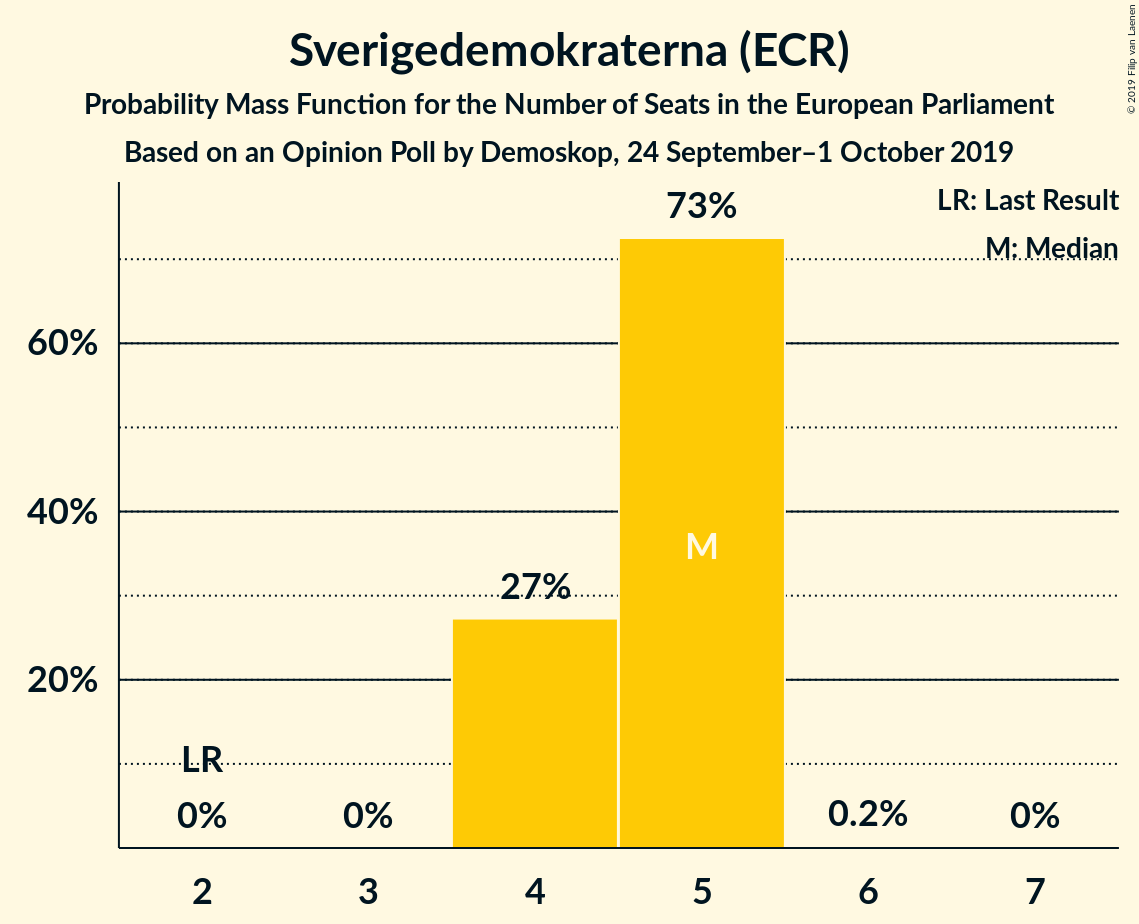 Sverigedemokraterna (ECR)
Probability Mass Function for the Number of Seats in the European Parliament
Based on an Opinion Poll by Demoskop, 24 September–1 October 2019
© 2019 Filip van Laenen
LR: Last Result
M: Median
73%
60%
40%
M
27%
20%
LR
0%
0%
0.2%
0%
2
3
4
5
6
7